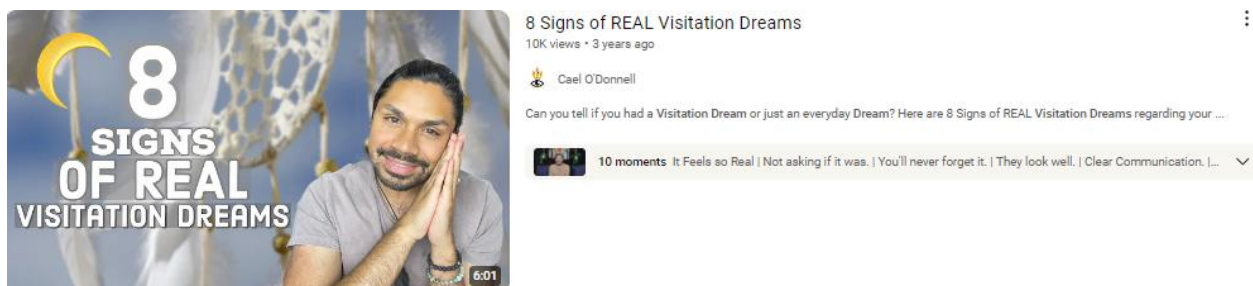 8
SIGNS
OF REAL
VISITATION DREAMS
6:01
8 Signs of REAL Visitation Dreams
10K views • 3 years ago
Cael O'Donnell
Can you tell if you had a Visitation Dream or just an everyday Dream? Here are 8 Signs of REAL Visitation Dreams regarding your ...
10 moments It Feels so Real | Not asking if it was. | You'll never forget it. | They look well. | Clear Communication. |...